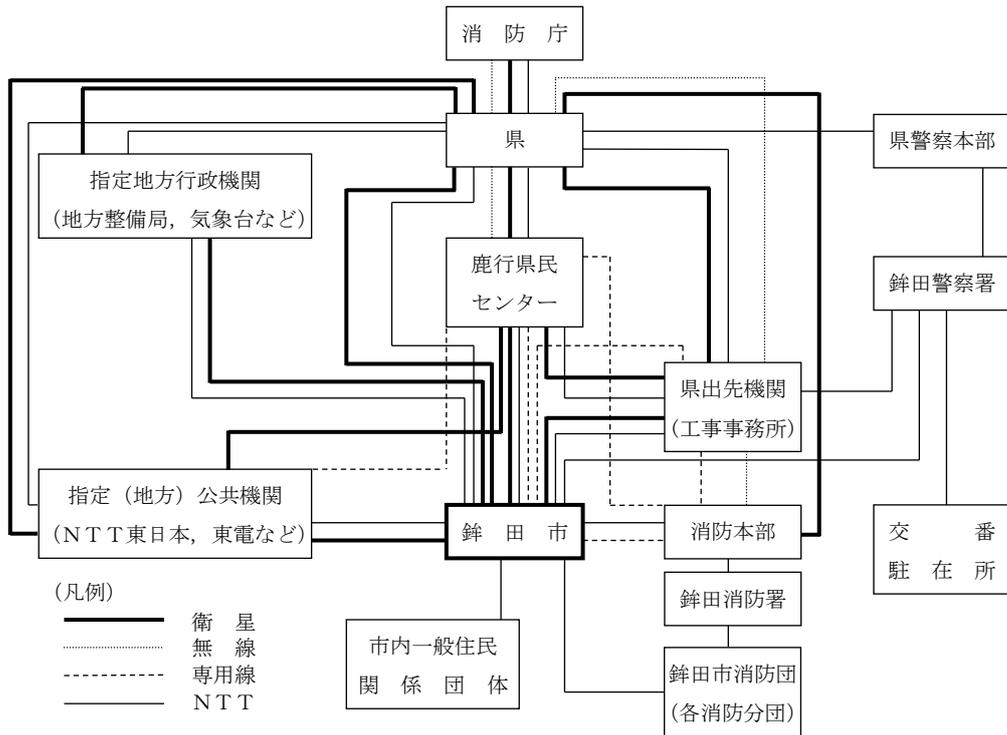 消防庁
県
県警察本部
指定地方行政機関
（地方整備局，気象台など）
鹿行県民
センター
鉾田警察署
県出先機関
（工事事務所）
指定（地方）公共機関
（ＮＴＴ東日本，東電など）
鉾田市
消防本部
交番
駐在所
（凡例）
衛星
無線
専用線
ＮＴＴ
鉾田消防署
市内一般住民
関係団体
鉾田市消防団
（各消防分団）